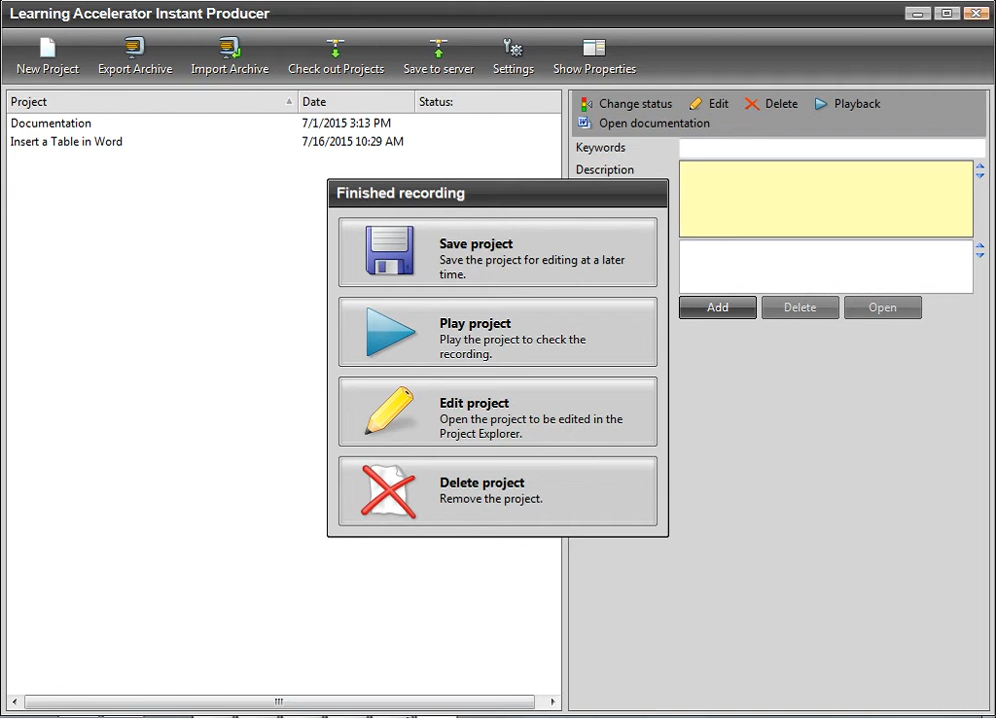 Learning Accelerator Instant Producer
New Project Export Archive Import Archive Check out Projects Save to server Settings Show Properties
Project Date Status:
Documentation 7/1/2015 3:13 PM
Insert a Table in Word 7/16/2015 10:29 AM
Change status Edit Delete Playback
Open documentation
Keywords
Description
Add Delete Open
Finished recording
Save project
Save the project for editing at a later
time.
Play project
Play the project to check the
recording.
Edit project
Open the project to be edited in the
Project Explorer.
Delete project
Remove the project.